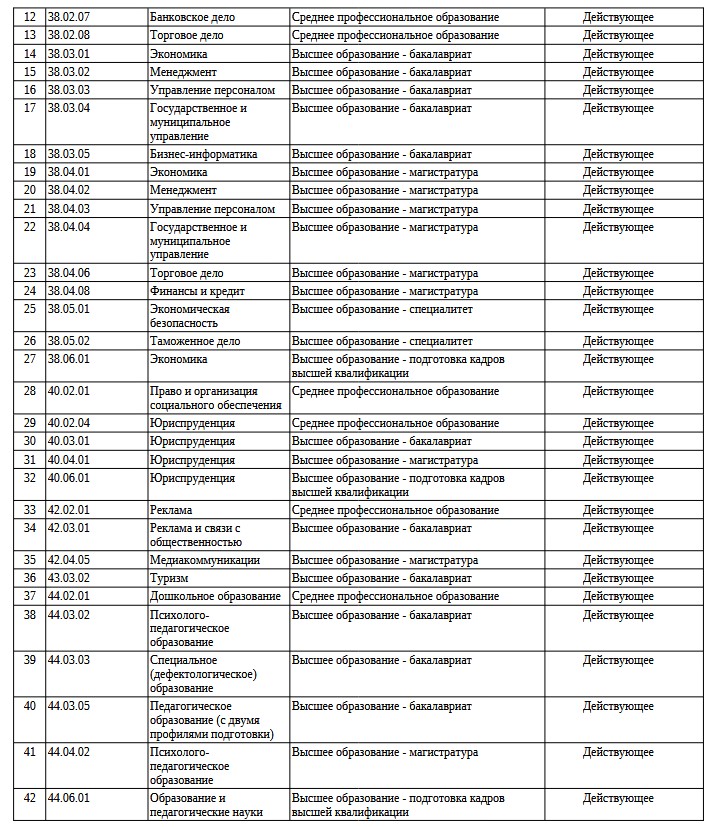 12 38.02.07 Банковское дело Среднее профессиональное образование Действующее
13 38.02.08 Торговое дело Среднее профессиональное образование Действующее
14 38.03.01 Экономика Высшее образование - бакалавриат Действующее
15 38.03.02 Менеджмент Высшее образование - бакалавриат Действующее
16 38.03.03 Управление персоналом Высшее образование - бакалавриат Действующее
17 38.03.04 Государственное и Высшее образование - бакалавриат Действующее
муниципальное
управление
18 38.03.05 Бизнес-информатика Высшее образование - бакалавриат Действующее
19 38.04.01 Экономика Высшее образование - магистратура Действующее
20 38.04.02 Менеджмент Высшее образование - магистратура Действующее
21 38.04.03 Управление персоналом Высшее образование - магистратура Действующее
22 38.04.04 Государственное и Высшее образование - магистратура Действующее
муниципальное
управление
23 38.04.06 Торговое дело Высшее образование - магистратура Действующее
24 38.04.08 Финансы и кредит Высшее образование - магистратура Действующее
25 38.05.01 Экономическая Высшее образование - специалитет Действующее
безопасность
26 38.05.02 Таможенное дело Высшее образование - специалитет Действующее
27 38.06.01 Экономика Высшее образование - подготовка кадров Действующее
высшей квалификации
28 40.02.01 Право и организация Среднее профессиональное образование Действующее
социального обеспечения
29 40.02.04 Юриспруденция Среднее профессиональное образование Действующее
30 40.03.01 Юриспруденция Высшее образование - бакалавриат Действующее
31 40.04.01 Юриспруденция Высшее образование - магистратура Действующее
32 40.06.01 Юриспруденция Высшее образование - подготовка кадров Действующее
высшей квалификации
33 42.02.01 Реклама Среднее профессиональное образование Действующее
34 42.03.01 Реклама и связи с Высшее образование - бакалавриат Действующее
общественностью
35 42.04.05 Медиакоммуникации Высшее образование - магистратура Действующее
36 43.03.02 Туризм Высшее образование - бакалавриат Действующее
37 44.02.01 Дошкольное образование Среднее профессиональное образование Действующее
38 44.03.02 Психолого- Высшее образование - бакалавриат Действующее
педагогическое
образование
39 44.03.03 Специальное Высшее образование - бакалавриат Действующее
(дефектологическое)
образование
40 44.03.05 Педагогическое Высшее образование - бакалавриат Действующее
образование (с двумя
профилями подготовки)
41 44.04.02 Психолого- Высшее образование - магистратура Действующее
педагогическое
образование
42 44.06.01 Образование и Высшее образование - подготовка кадров Действующее
педагогические науки высшей квалификации